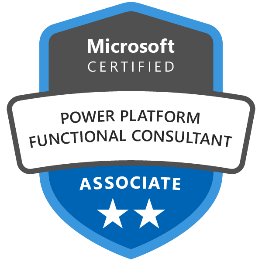 Microsoft
CERTIFIED
POWER PLATFORM
FUNCTIONAL CONSULTANT
ASSOCIATE